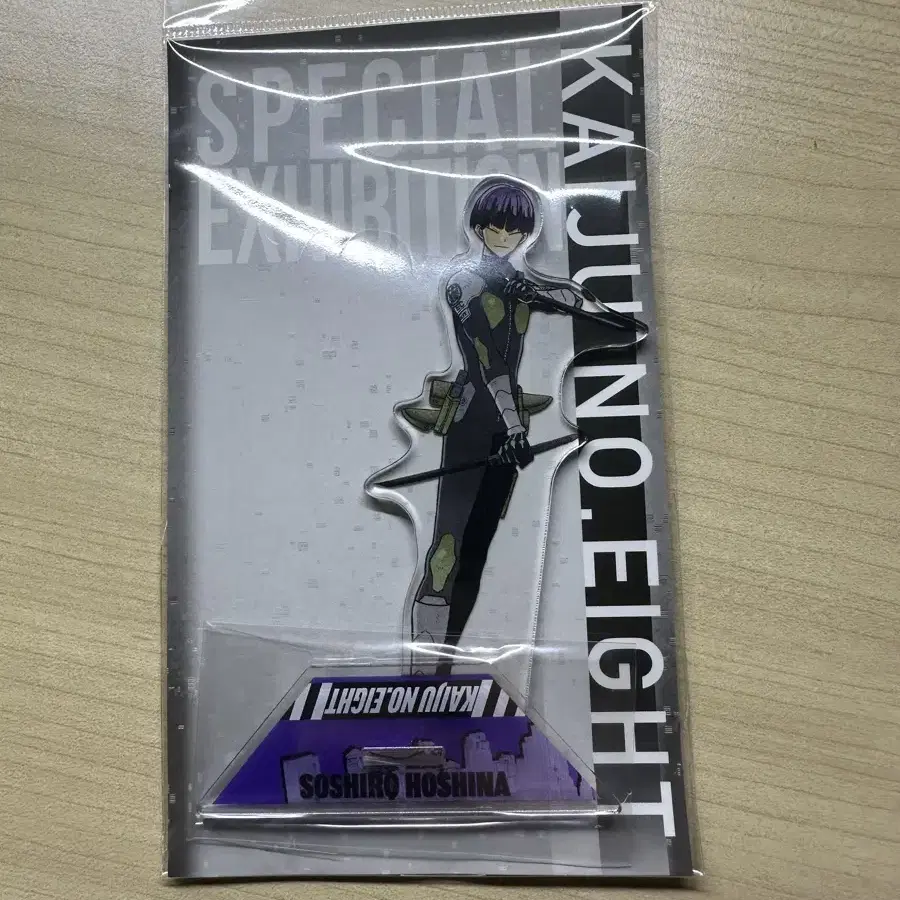 SPECIAL
EXHIBITION
KAIJU NO.EIGHT
KAIJU NO.EIGHT
SOSHIRO HOSHINA